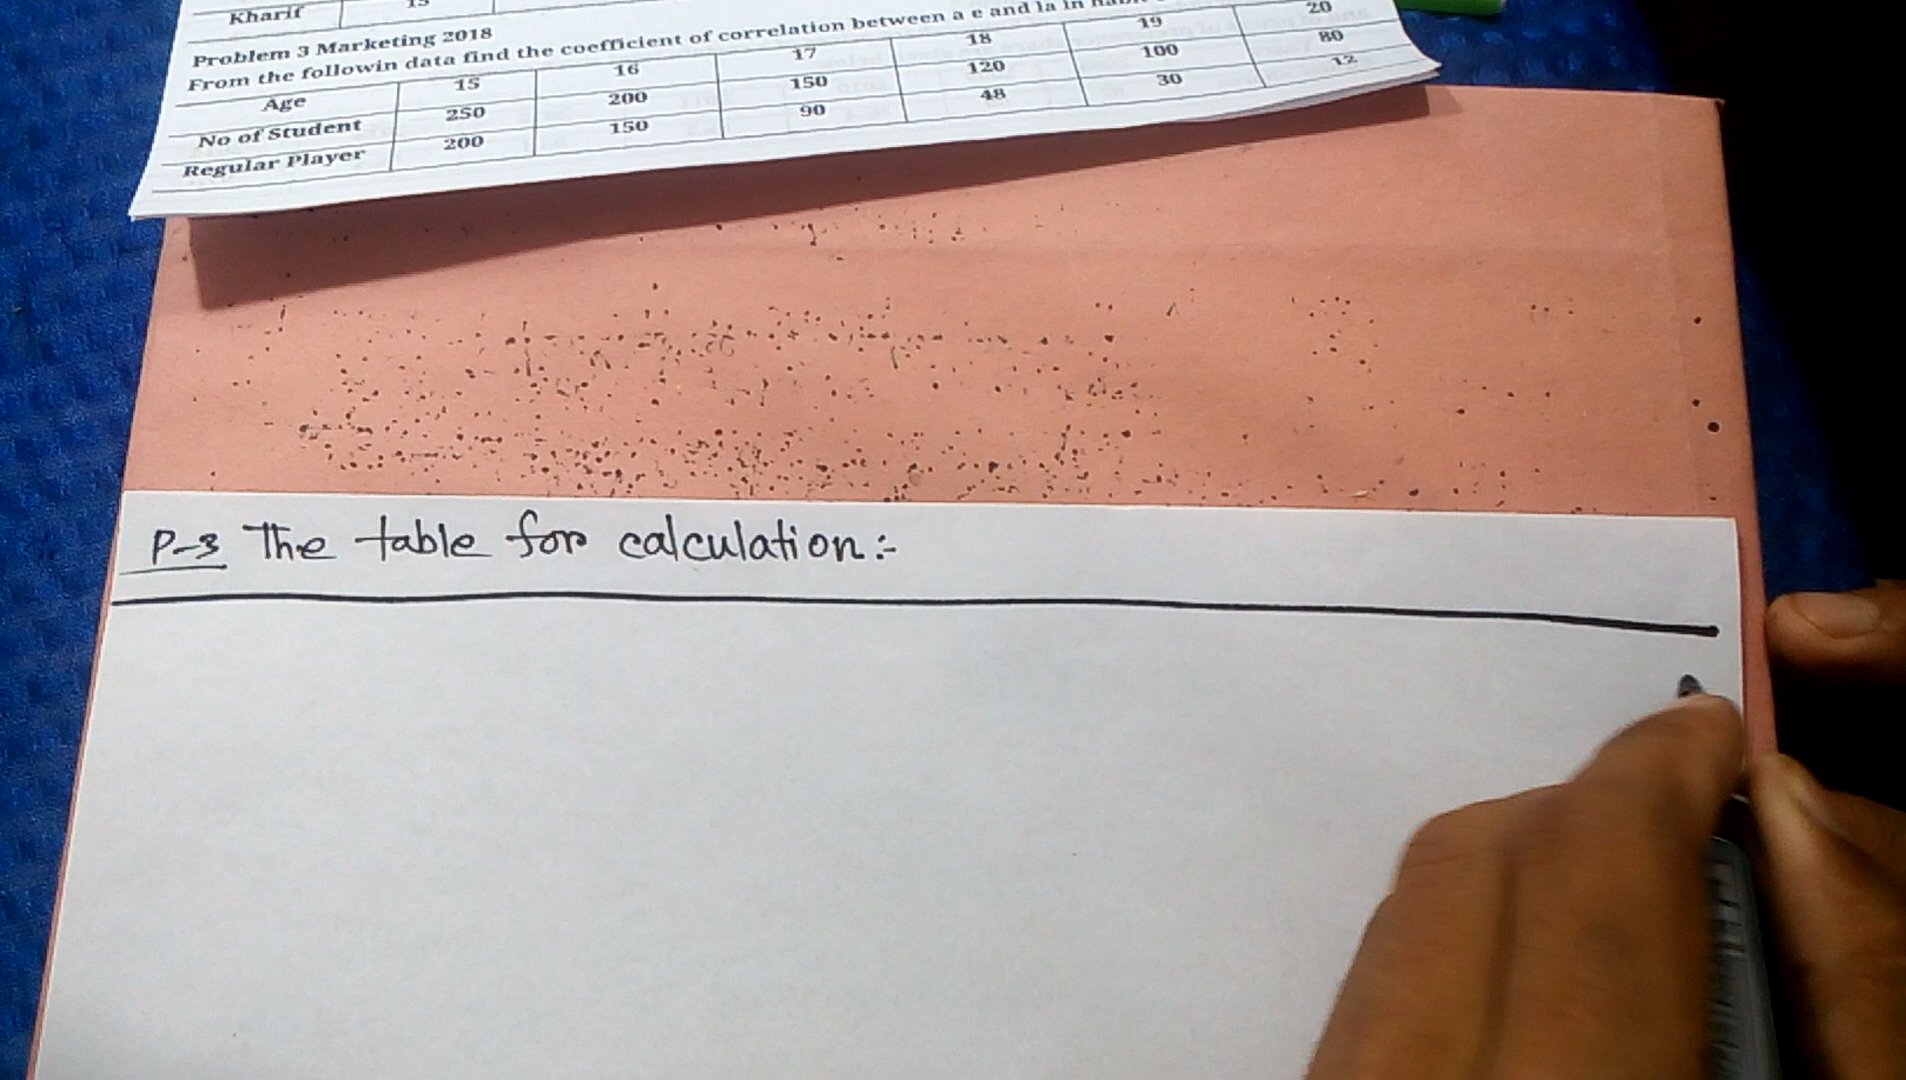 Kharif 15
Problem 3 Marketing 2018
From the followin data find the coefficient of correlation between a e and la in
Age 15 16 17 18 19 20
No of Student 250 200 150 120 100 80
Regular Player 200 150 90 48 30 12
P-3 The table for calculation:-